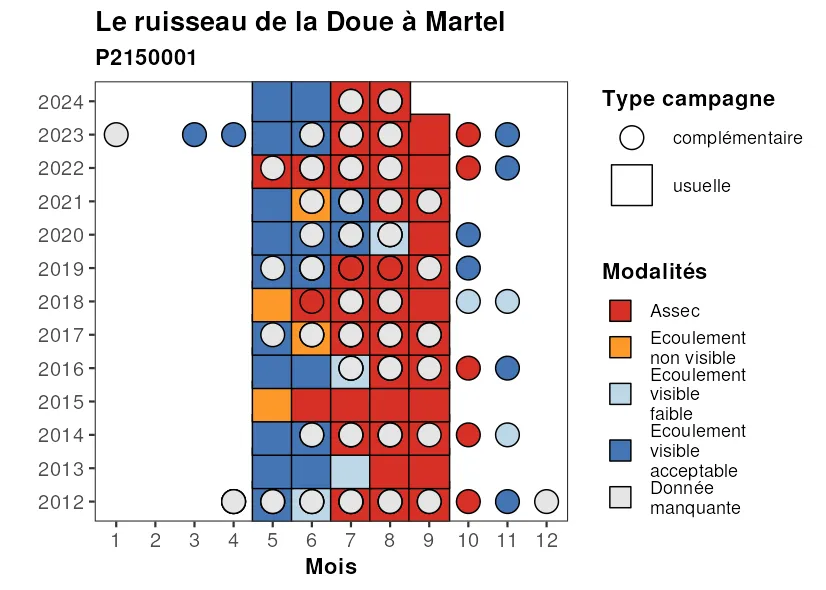 Le ruisseau de la Doue à Martel
P2150001
2024
2023
2022
2021
2020
2019
2018
2017
2016
2015
2014
2013
2012
1 2 3 4 5 6 7 8 9 10 11 12
Mois
Type campagne
complémentaire
usuelle
Modalités
Assec
Ecoulement
non visible
Ecoulement
visible
faible
Ecoulement
visible
acceptable
Donnée
manquante